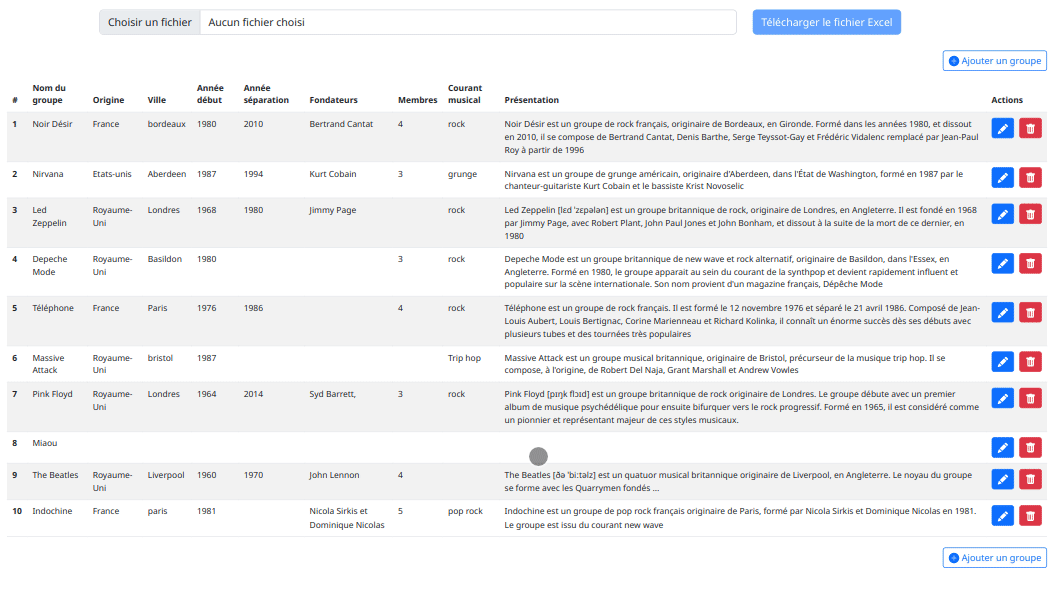 Choisir un fichier Aucun fichier choisi Télécharger le fichier Excel
Ajouter un groupe
# Nom du groupe Origine Ville Année début Année séparation Fondateurs Membres Courant musical Présentation Actions
1 Noir Désir France bordeaux 1980 2010 Bertrand Cantat 4 rock Noir Désir est un groupe de rock français, originaire de Bordeaux, en Gironde. Formé dans les années 1980, et dissout
en 2010, il se compose de Bertrand Cantat, Denis Barthe, Serge Teyssot-Gay et Frédéric Vidalenc remplacé par Jean-Paul
Roy à partir de 1996
2 Nirvana Etats-unis Aberdeen 1987 1994 Kurt Cobain 3 grunge Nirvana est un groupe de grunge américain, originaire d'Aberdeen, dans l'État de Washington, formé en 1987 par le
chanteur-guitariste Kurt Cobain et le bassiste Krist Novoselic
3 Led Zeppelin Royaume-Uni Londres 1968 1980 Jimmy Page rock Led Zeppelin [lɛd ˈzɛpələn] est un groupe britannique de rock, originaire de Londres, en Angleterre. Il est fondé en 1968
par Jimmy Page, avec Robert Plant, John Paul Jones et John Bonham, et dissout à la suite de la mort de ce dernier, en
1980
4 Depeche Mode Royaume-Uni Basildon 1980 3 rock Depeche Mode est un groupe britannique de new wave et rock alternatif, originaire de Basildon, dans l'Essex, en
Angleterre. Formé en 1980, le groupe apparait au sein du courant de la synthpop et devient rapidement influent et
populaire sur la scène internationale. Son nom provient d'un magazine français, Dépêche Mode
5 Téléphone France Paris 1976 1986 4 rock Téléphone est un groupe de rock français. Il est formé le 12 novembre 1976 et séparé le 21 avril 1986. Composé de Jean-
Louis Aubert, Louis Bertignac, Corine Marienneau et Richard Kolinka, il connaît un énorme succès dès ses débuts avec
plusieurs tubes et des tournées très populaires
6 Massive Attack Royaume-Uni bristol 1987 Trip hop Massive Attack est un groupe musical britannique, originaire de Bristol, précurseur de la musique trip hop. Il se
compose, à l'origine, de Robert Del Naja, Grant Marshall et Andrew Vowles
7 Pink Floyd Royaume-Uni Londres 1964 2014 Syd Barrett, 3 rock Pink Floyd [pɪŋk flɔɪd] est un groupe britannique de rock originaire de Londres. Le groupe débute avec un premier
album de musique psychédélique pour ensuite bifurquer vers le rock progressif. Formé en 1965, il est considéré comme
un pionnier et représentant majeur de ces styles musicaux.
8 Miaou
9 The Beatles Royaume-Uni Liverpool 1960 1970 John Lennon 4 The Beatles [ðə ˈbiːtəlz] est un quatuor musical britannique originaire de Liverpool, en Angleterre. Le noyau du groupe
se forme avec les Quarrymen fondés ...
10 Indochine France paris 1981 Nicola Sirkis et Dominique Nicolas 5 pop rock Indochine est un groupe de pop rock français originaire de Paris, formé par Nicola Sirkis et Dominique Nicolas en 1981.
Le groupe est issu du courant new wave
Ajouter un groupe